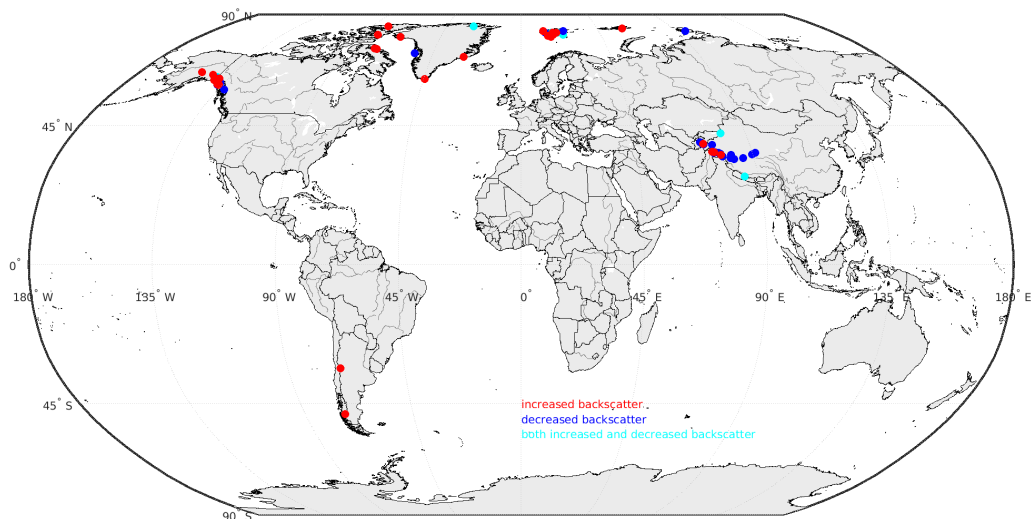 90° N
45° N
0°
180° W 135° W 90° W 45° W 0 45° E 90 E 135 E 180 E
45° S
increased backscatter
decreased backscatter
both increased and decreased backscatter
90° S